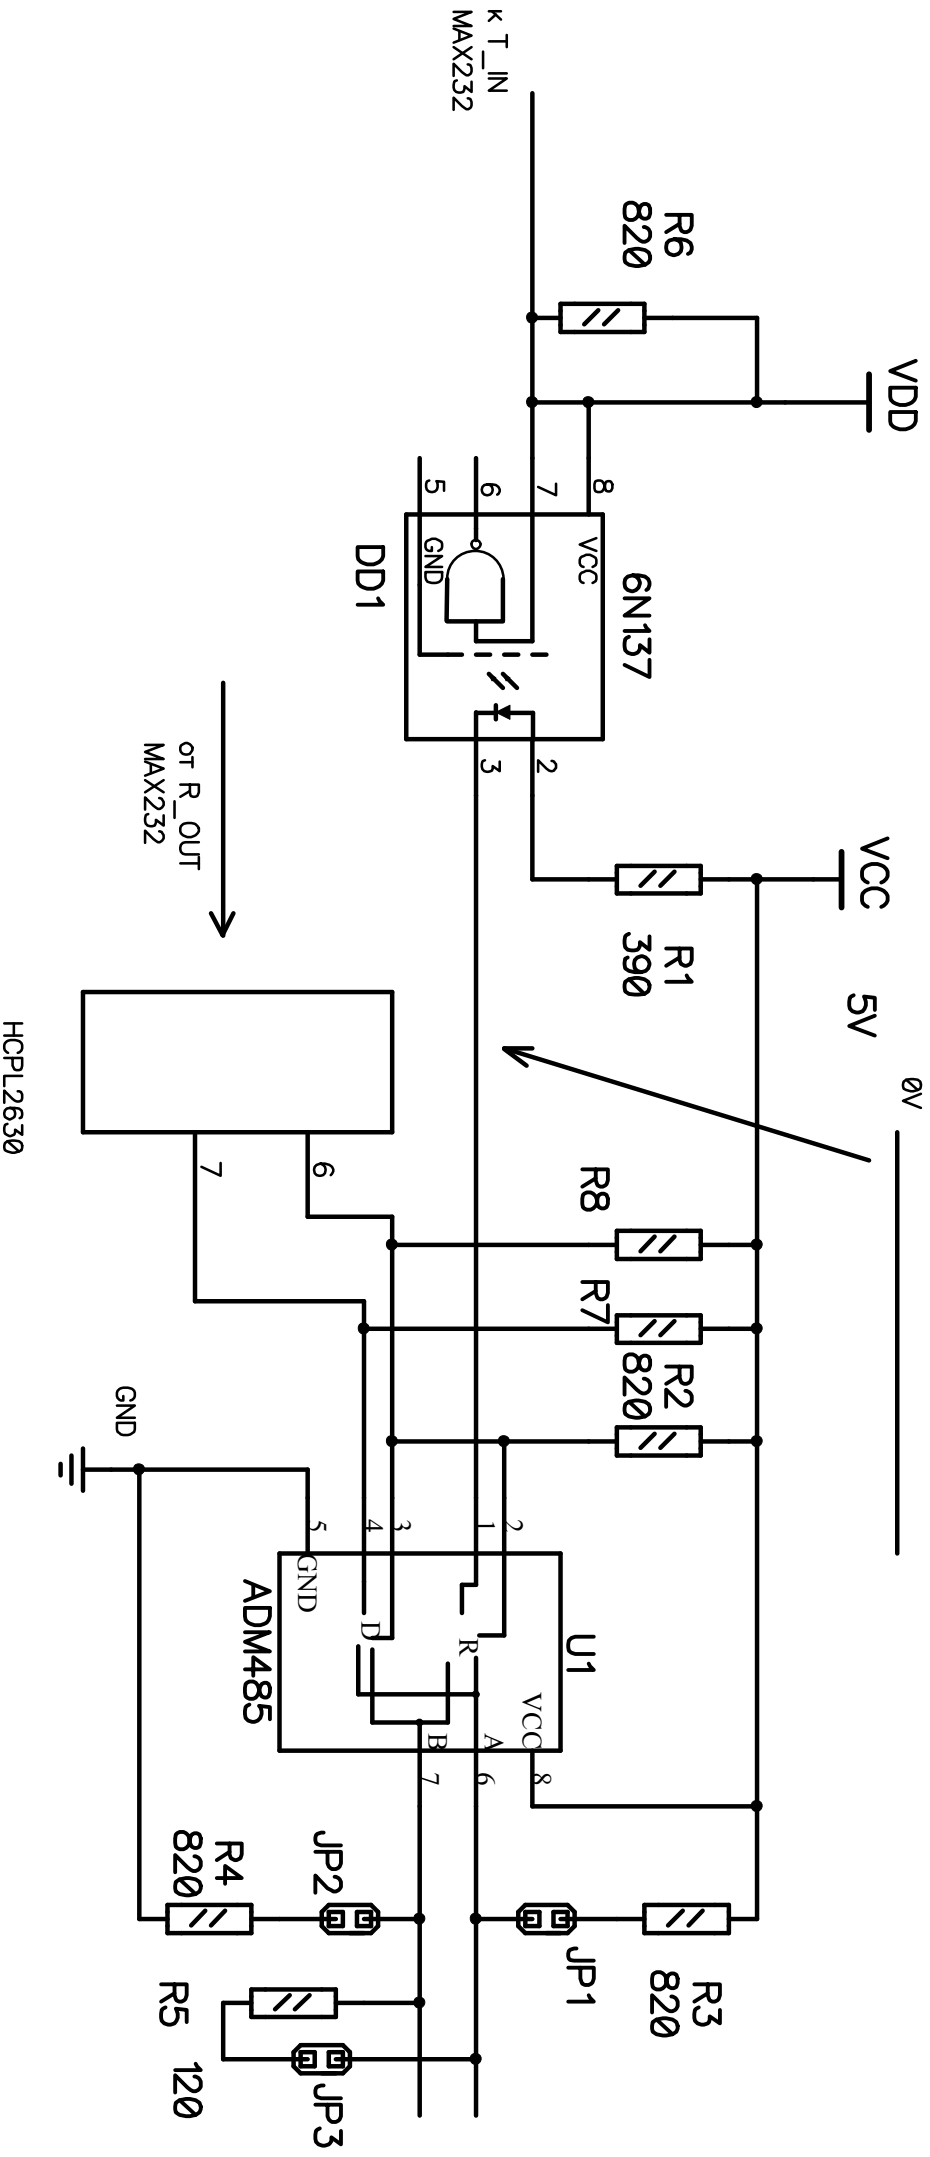 к T_IN
MAX232
R6
820
VDD
8
7
6
5
VCC
GND
6N137
DD1
2
3
от R_OUT
MAX232
VCC
R1
390
5V
0V
HCPL2630
6
7
R8
R7
R2
820
GND
2
1
3
4
5
GND
D
R
VCC
A
B
U1
ADM485
8
6
7
JP2
R4
820
JP1
R3
820
R5
120
JP3